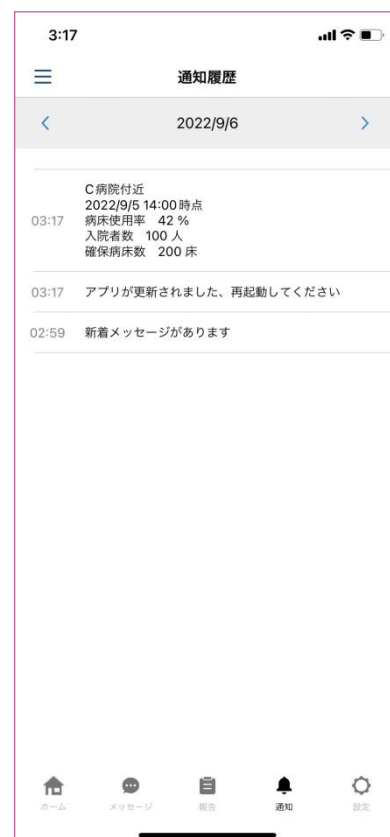 3:17
通知履歴
2022/9/6
C病院付近
2022/9/5 14:00時点
03:17 病床使用率 42 %
入院者数 100 人
確保病床数 200 床
03:17 アプリが更新されました、再起動してください
02:59 新着メッセージがあります
ホーム メッセージ 報告 通知 設定